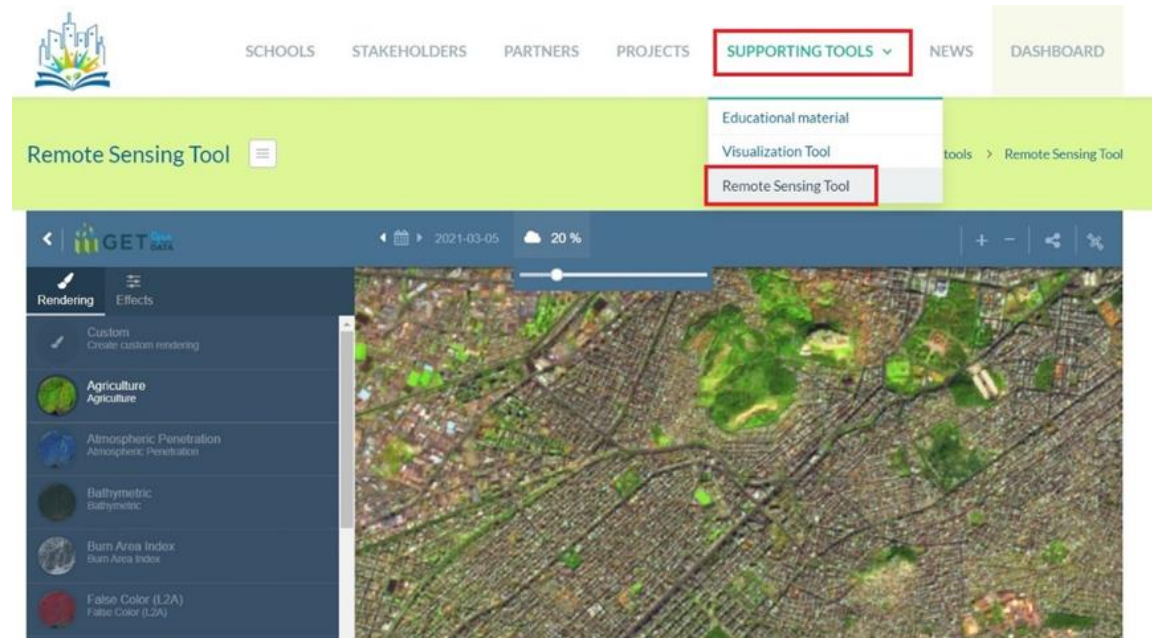 SCHOOLS STAKEHOLDERS PARTNERS PROJECTS SUPPORTING TOOLS NEWS DASHBOARD
Educational material
Visualization Tool
Remote Sensing Tool
Remote Sensing Tool
tools > Remote Sensing Tool
GET Open DATA
2021-03-05
20 %
Rendering
Effects
Custom
Create custom rendering
Agriculture
Agriculture
Atmospheric Penetration
Atmospheric Penetration
Bathymetric
Bathymetric
Burn Area Index
Burn Area Index
False Color (L2A)
False Color (L2A)